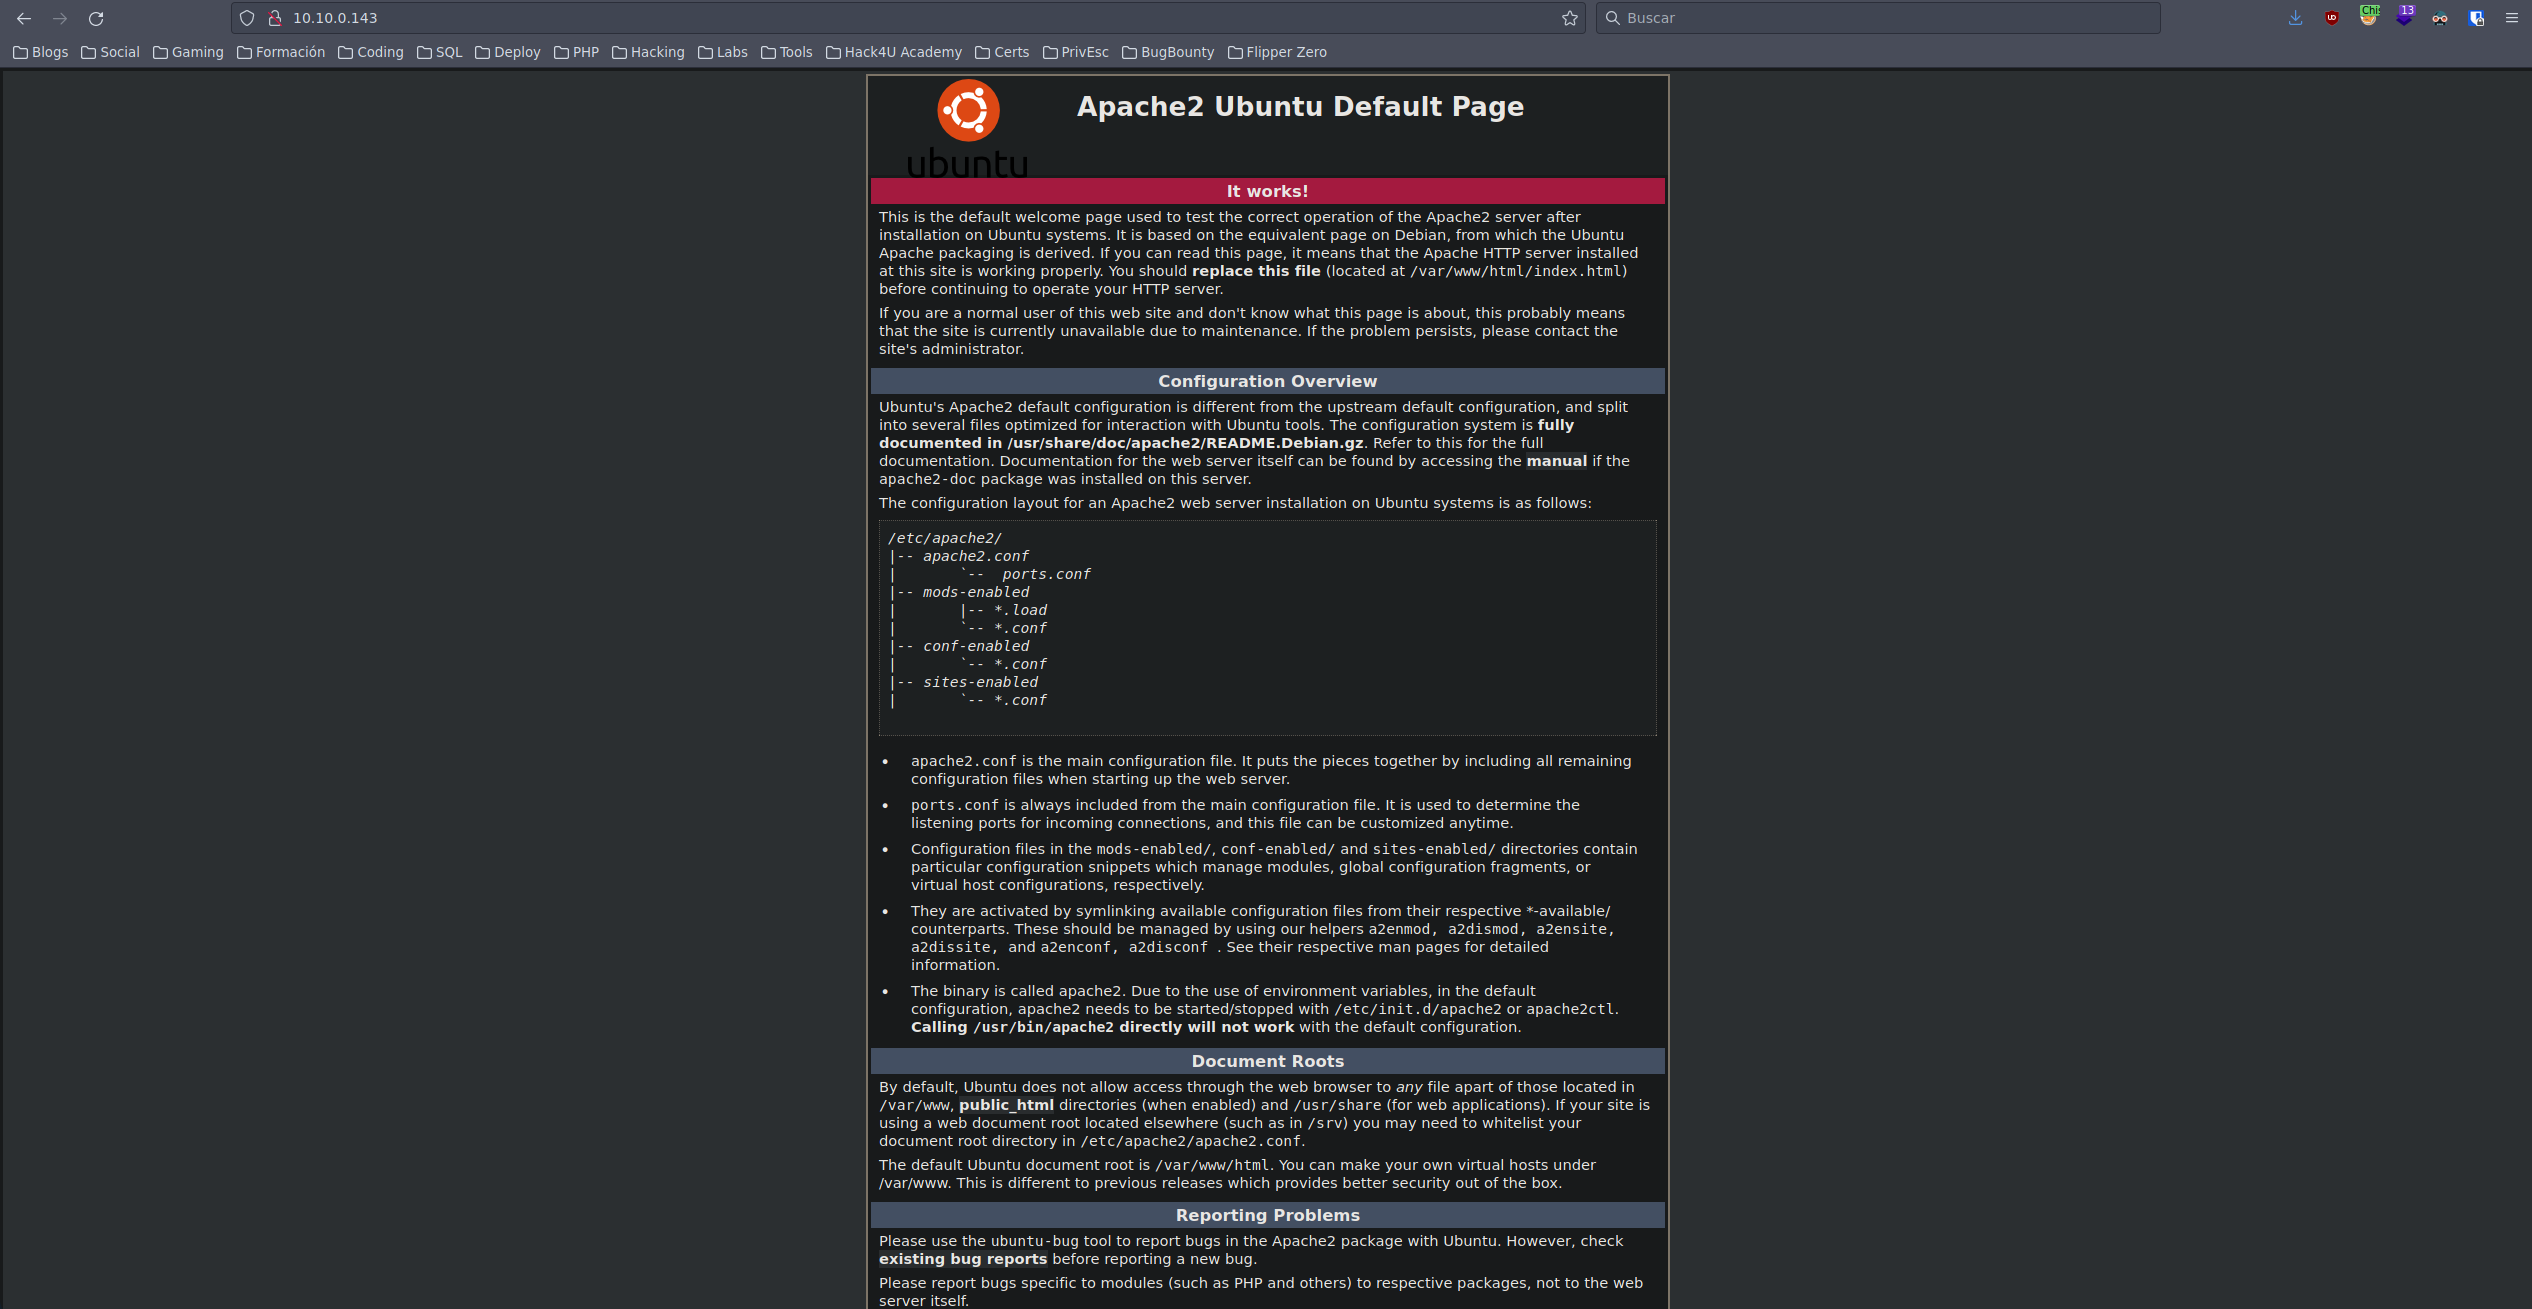 10.10.0.143
Buscar
Chi
13
Blogs Social Gaming Formación Coding SQL Deploy PHP Hacking Labs Tools Hack4U Academy Certs PrivEsc BugBounty Flipper Zero
ubuntu
Apache2 Ubuntu Default Page
It works!
This is the default welcome page used to test the correct operation of the Apache2 server after
installation on Ubuntu systems. It is based on the equivalent page on Debian, from which the Ubuntu
Apache packaging is derived. If you can read this page, it means that the Apache HTTP server installed
at this site is working properly. You should replace this file (located at /var/www/html/index.html)
before continuing to operate your HTTP server.
If you are a normal user of this web site and don't know what this page is about, this probably means
that the site is currently unavailable due to maintenance. If the problem persists, please contact the
site's administrator.
Configuration Overview
Ubuntu's Apache2 default configuration is different from the upstream default configuration, and split
into several files optimized for interaction with Ubuntu tools. The configuration system is fully
documented in /usr/share/doc/apache2/README.Debian.gz. Refer to this for the full
documentation. Documentation for the web server itself can be found by accessing the manual if the
apache2-doc package was installed on this server.
The configuration layout for an Apache2 web server installation on Ubuntu systems is as follows:
/etc/apache2/
|-- apache2.conf
|       `--  ports.conf
|-- mods-enabled
|       |-- *.load
|       `-- *.conf
|-- conf-enabled
|       `-- *.conf
|-- sites-enabled
|       `-- *.conf
• apache2.conf is the main configuration file. It puts the pieces together by including all remaining
configuration files when starting up the web server.
• ports.conf is always included from the main configuration file. It is used to determine the
listening ports for incoming connections, and this file can be customized anytime.
• Configuration files in the mods-enabled/, conf-enabled/ and sites-enabled/ directories contain
particular configuration snippets which manage modules, global configuration fragments, or
virtual host configurations, respectively.
• They are activated by symlinking available configuration files from their respective *-available/
counterparts. These should be managed by using our helpers a2enmod, a2dismod, a2ensite,
a2dissite, and a2enconf, a2disconf . See their respective man pages for detailed
information.
• The binary is called apache2. Due to the use of environment variables, in the default
configuration, apache2 needs to be started/stopped with /etc/init.d/apache2 or apache2ctl.
Calling /usr/bin/apache2 directly will not work with the default configuration.
Document Roots
By default, Ubuntu does not allow access through the web browser to any file apart of those located in
/var/www, public_html directories (when enabled) and /usr/share (for web applications). If your site is
using a web document root located elsewhere (such as in /srv) you may need to whitelist your
document root directory in /etc/apache2/apache2.conf.
The default Ubuntu document root is /var/www/html. You can make your own virtual hosts under
/var/www. This is different to previous releases which provides better security out of the box.
Reporting Problems
Please use the ubuntu-bug tool to report bugs in the Apache2 package with Ubuntu. However, check
existing bug reports before reporting a new bug.
Please report bugs specific to modules (such as PHP and others) to respective packages, not to the web
server itself.